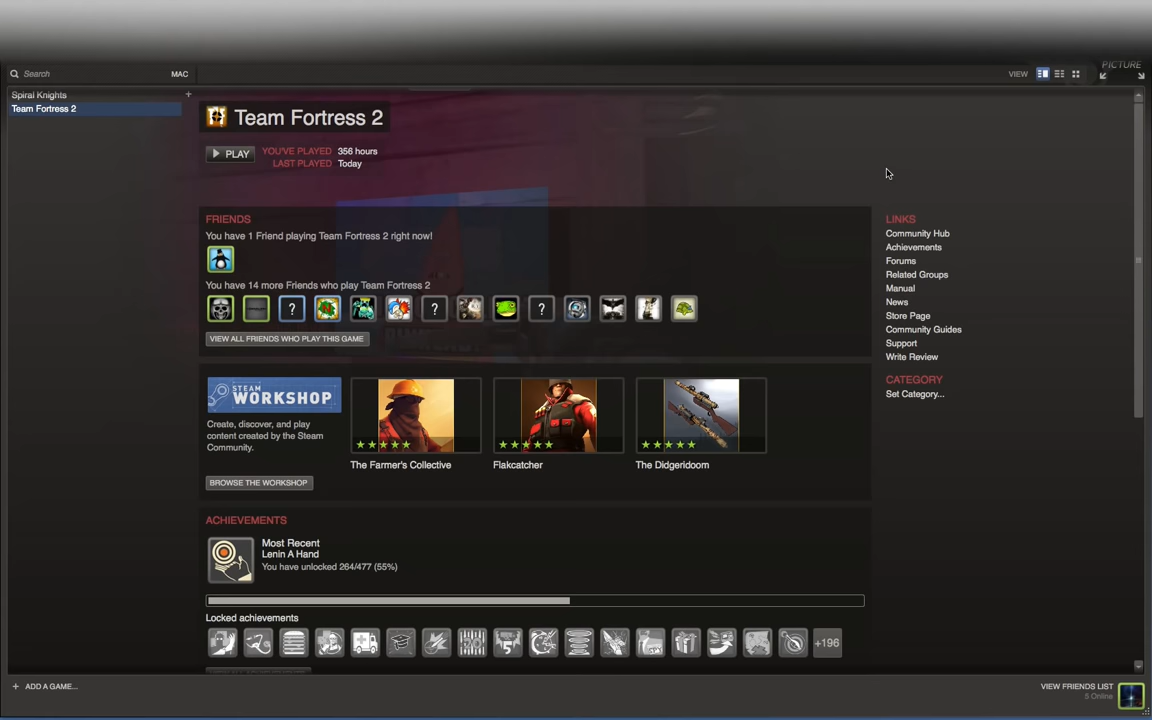 PICTURE
Search
MAC
VIEW
Spiral Knights
+
Team Fortress 2
Team Fortress 2
PLAY
YOU'VE PLAYED 356 hours
LAST PLAYED Today
FRIENDS
You have 1 Friend playing Team Fortress 2 right now!
You have 14 more Friends who play Team Fortress 2
? ? ?
VIEW ALL FRIENDS WHO PLAY THIS GAME
LINKS
Community Hub
Achievements
Forums
Related Groups
Manual
News
Store Page
Community Guides
Support
Write Review
CATEGORY
Set Category...
STEAM
WORKSHOP
Create, discover, and play
content created by the Steam
Community.
BROWSE THE WORKSHOP
The Farmer's Collective
Flakcatcher
The Didgeridoom
ACHIEVEMENTS
Most Recent
Lenin A Hand
You have unlocked 264/477 (55%)
Locked achievements
5
+196
+ ADD A GAME...
VIEW FRIENDS LIST
5 Online